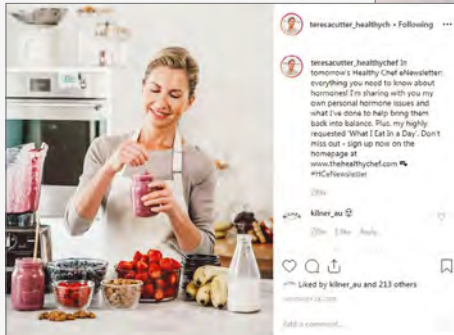 teresacutter_healthych • Following
teresacutter_healthychef In
tomorrow's Healthy Chef eNewsletter:
everything you need to know about
hormones! I'm sharing with you my
own personal hormone issues and
what I've done to help bring them
back into balance. Plus, my highly
requested 'What I Eat In a Day'. Don't
miss out - sign up now on the
homepage at
www.thehealthychef.com
#HCeNewsletter
kilner_au
Reply
Liked by kilner_au and 213 others
Add a comment...